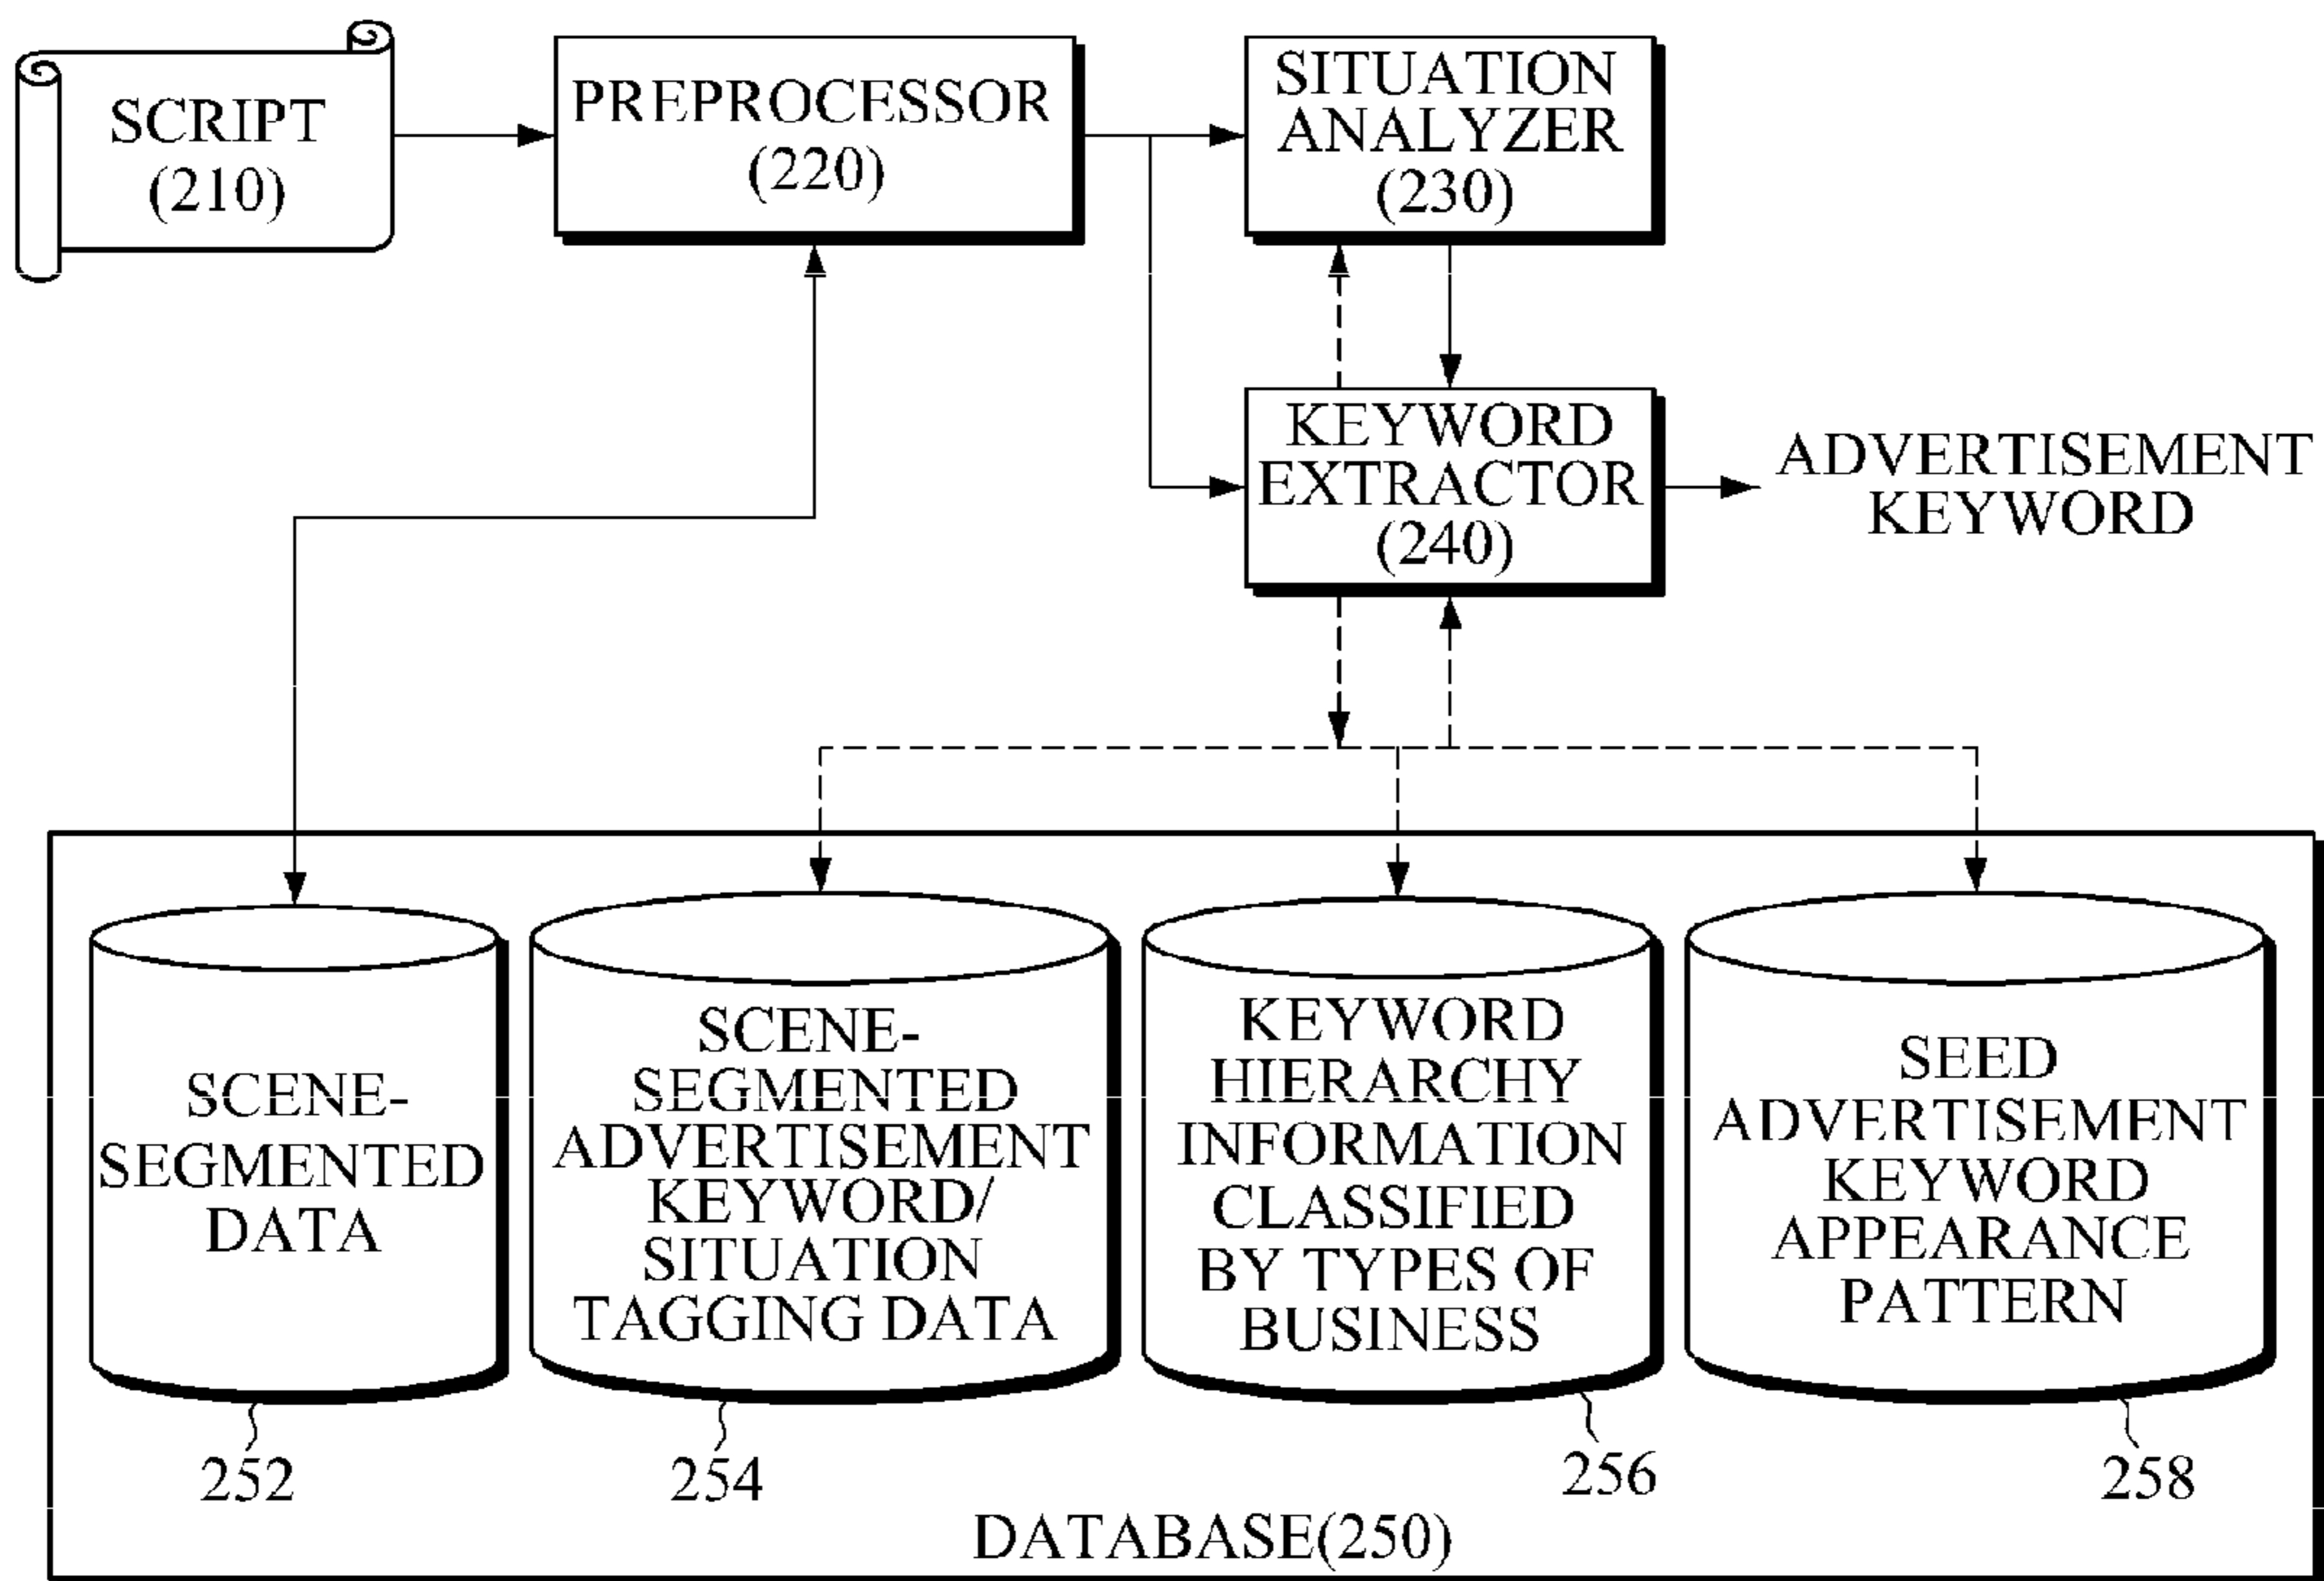 SCRIPT
(210)
PREPROCESSOR
(220)
SITUATION
ANALYZER
(230)
KEYWORD
EXTRACTOR
(240)
ADVERTISEMENT
KEYWORD
SCENE-
SEGMENTED
DATA
SCENE-
SEGMENTED
ADVERTISEMENT
KEYWORD/
SITUATION
TAGGING DATA
KEYWORD
HIERARCHY
INFORMATION
CLASSIFIED
BY TYPES OF
BUSINESS
SEED
ADVERTISEMENT
KEYWORD
APPEARANCE
PATTERN
252
254
256
258
DATABASE(250)